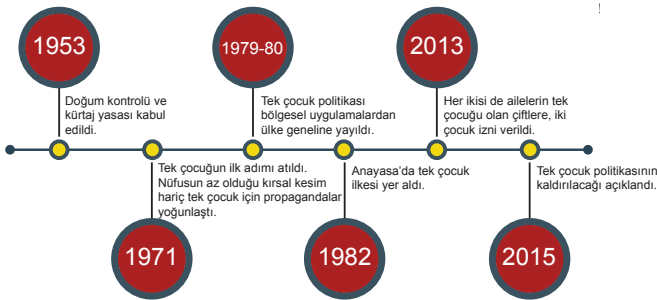 !
1953
Doğum kontrolü ve
kürtaj yasası kabul
edildi.
1971
Tek çocuğun ilk adımı atıldı.
Nüfusun az olduğu kırsal kesim
hariç tek çocuk için propagandalar
yoğunlaştı.
1979-80
Tek çocuk politikası
bölgesel uygulamalardan
ülke geneline yayıldı.
1982
Anayasa’da tek çocuk
ilkesi yer aldı.
2013
Her ikisi de ailelerin tek
çocuğu olan çiftlere, iki
çocuk izni verildi.
2015
Tek çocuk politikasının
kaldırılacağı açıklandı.